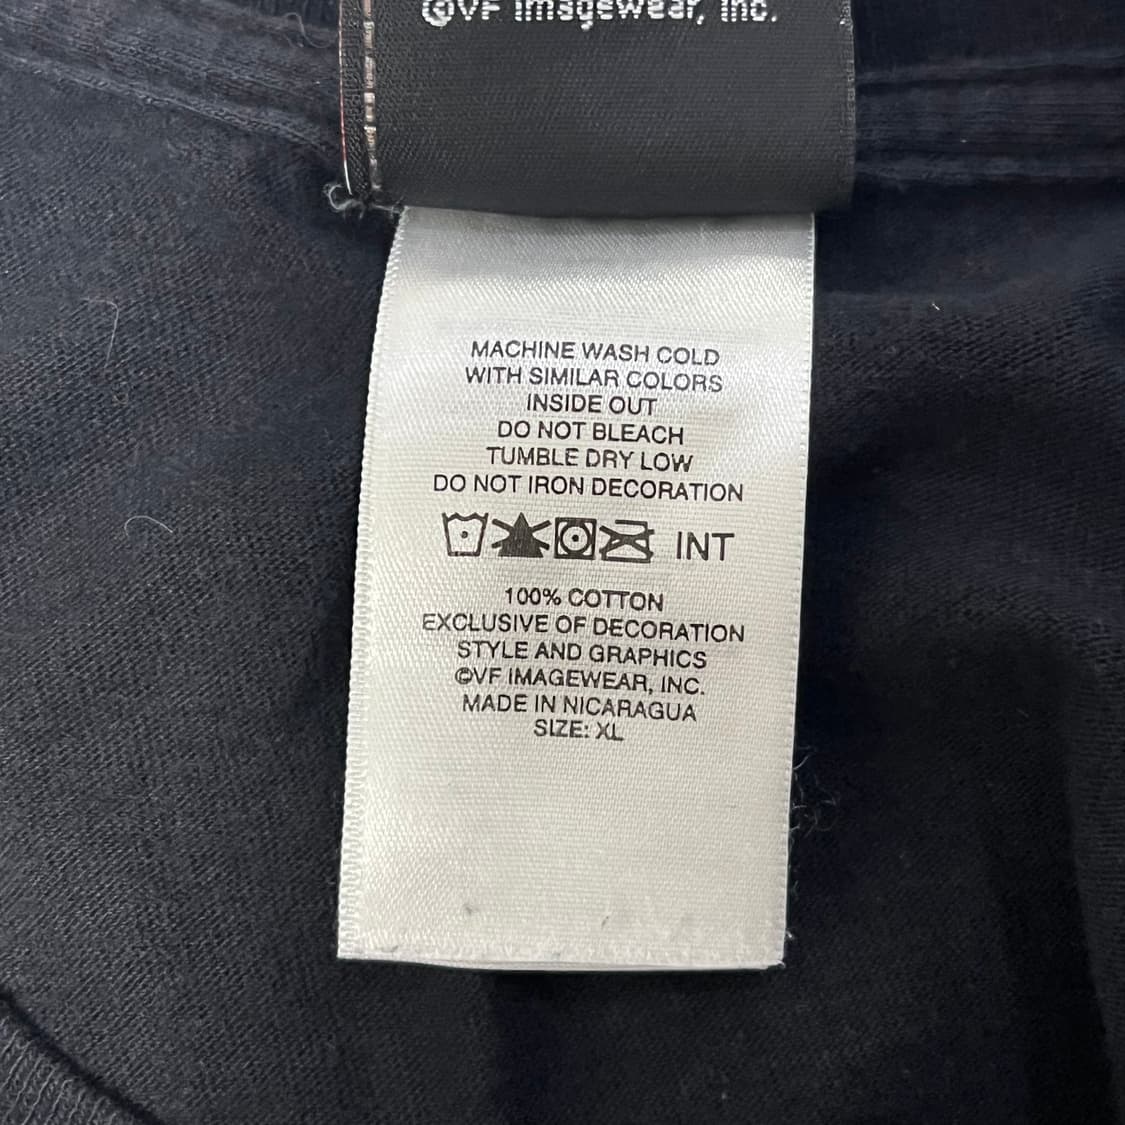 ©VF Imagewear, Inc.
MACHINE WASH COLD
WITH SIMILAR COLORS
INSIDE OUT
DO NOT BLEACH
TUMBLE DRY LOW
DO NOT IRON DECORATION
INT
100% COTTON
EXCLUSIVE OF DECORATION
STYLE AND GRAPHICS
©VF IMAGEWEAR, INC.
MADE IN NICARAGUA
SIZE: XL